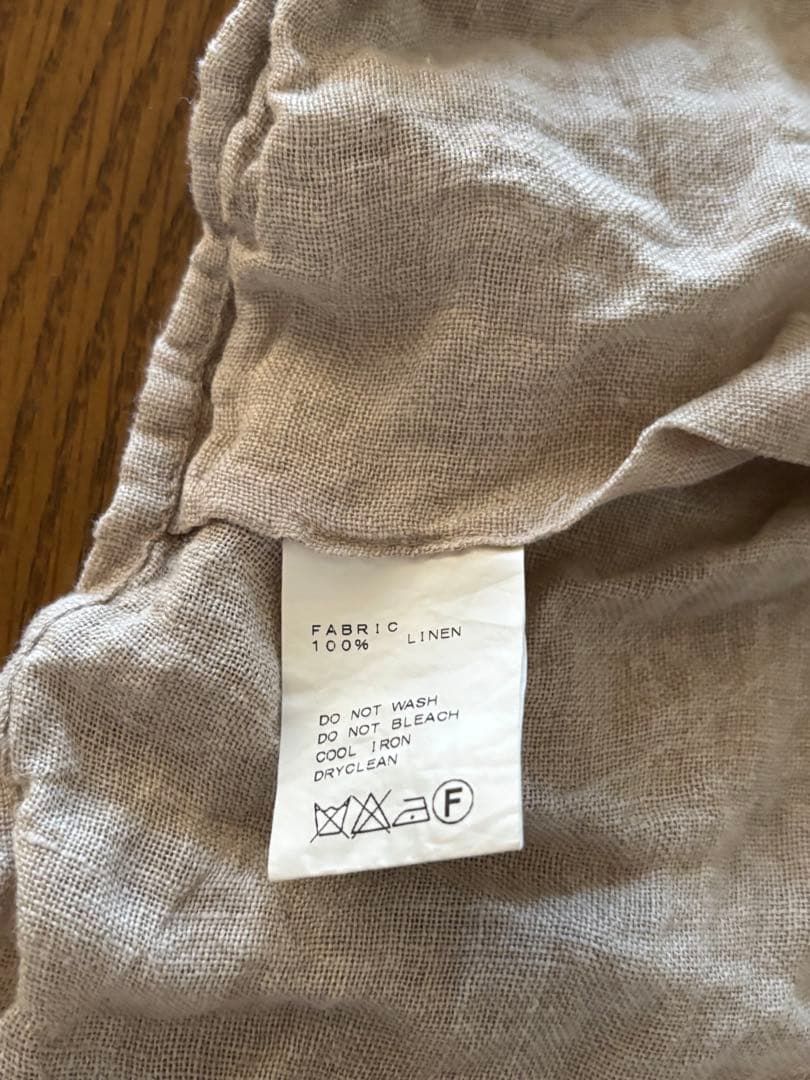 FABRIC
100% LINEN
DO NOT WASH
DO NOT BLEACH
COOL IRON
DRYCLEAN
F